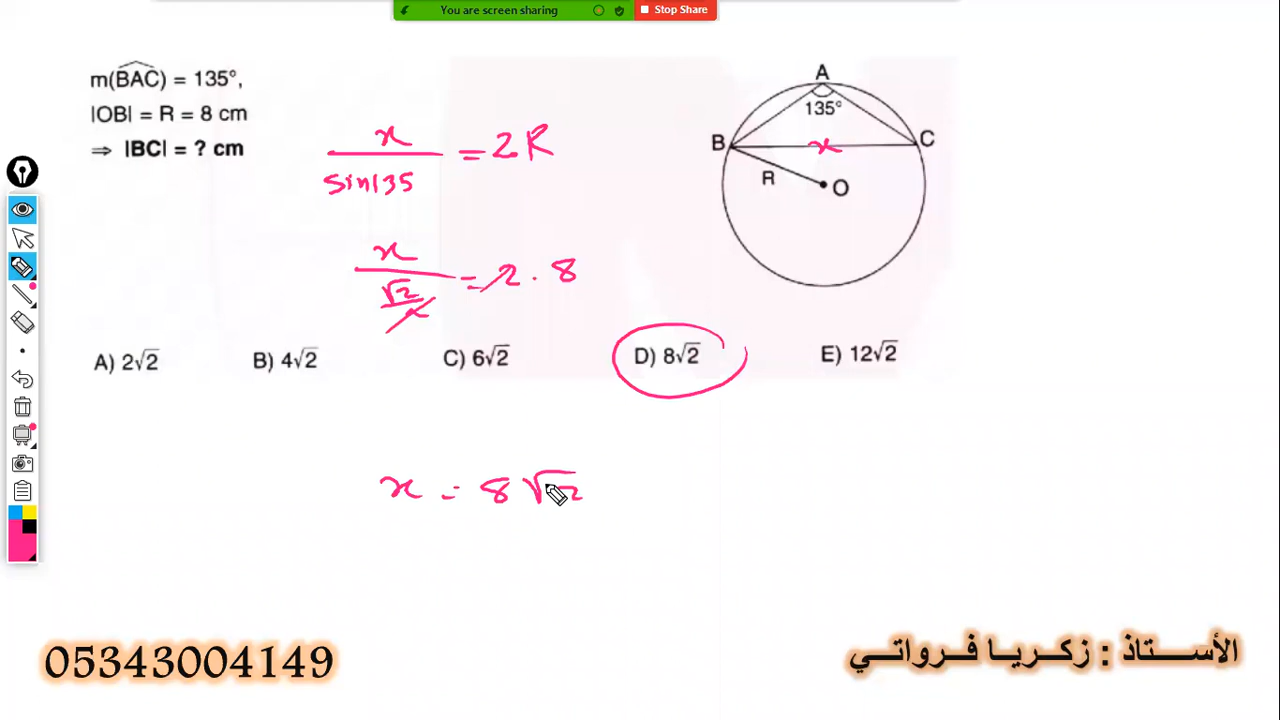 You are screen sharing
Stop Share
m(BAC) = 135°,
|OB| = R = 8 cm
⇒ |BC| = ? cm
x / sin135 = 2R
x / (√2 / 2) = 2 . 8
A
135°
B
x
C
R
O
A) 2√2 B) 4√2 C) 6√2 D) 8√2 E) 12√2
x = 8√2
05343004149
الأستاذ : زكريا فرواتي